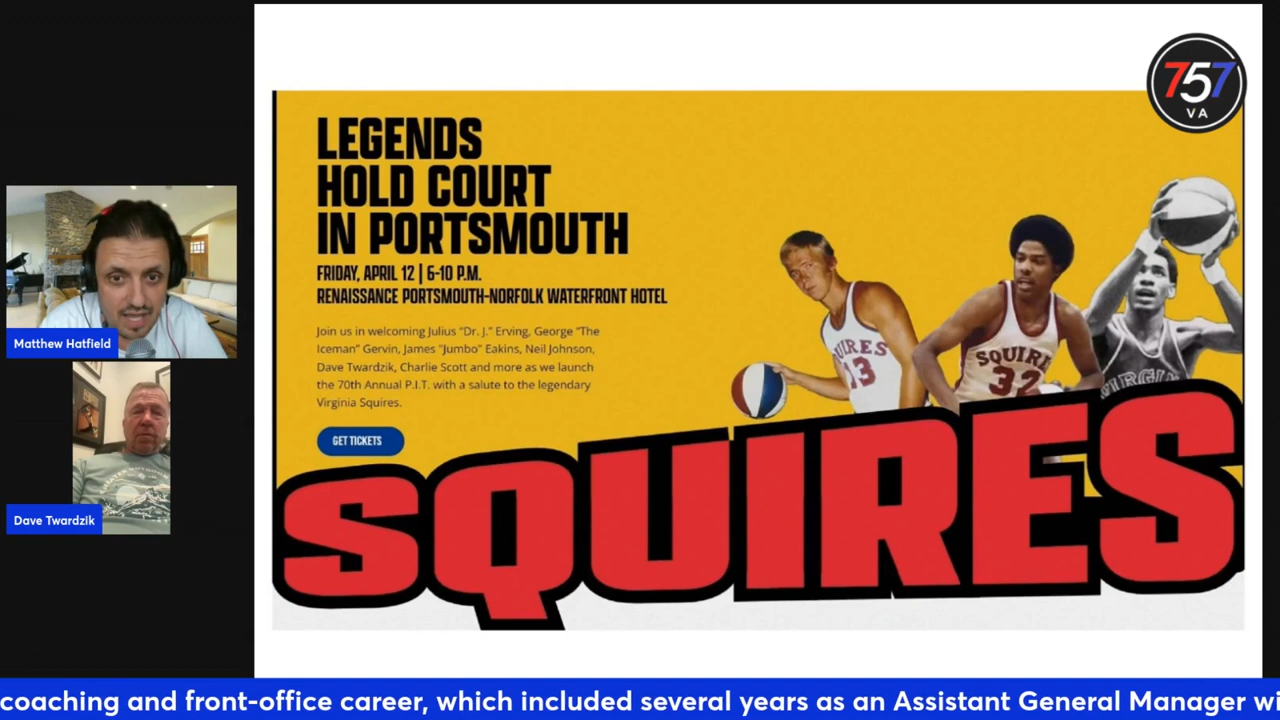 757
VA
LEGENDS
HOLD COURT
IN PORTSMOUTH
FRIDAY, APRIL 12 | 6-10 P.M.
RENAISSANCE PORTSMOUTH-NORFOLK WATERFRONT HOTEL
Join us in welcoming Julius "Dr. J." Erving, George "The
Iceman" Gervin, James "Jumbo" Eakins, Neil Johnson,
Dave Twardzik, Charlie Scott and more as we launch
the 70th Annual P.I.T. with a salute to the legendary
Virginia Squires.
GET TICKETS
UIRES
13
SQUIRE
32
VIRGIN
SQUIRES
Matthew Hatfield
Dave Twardzik
coaching and front-office career, which included several years as an Assistant General Manager wi